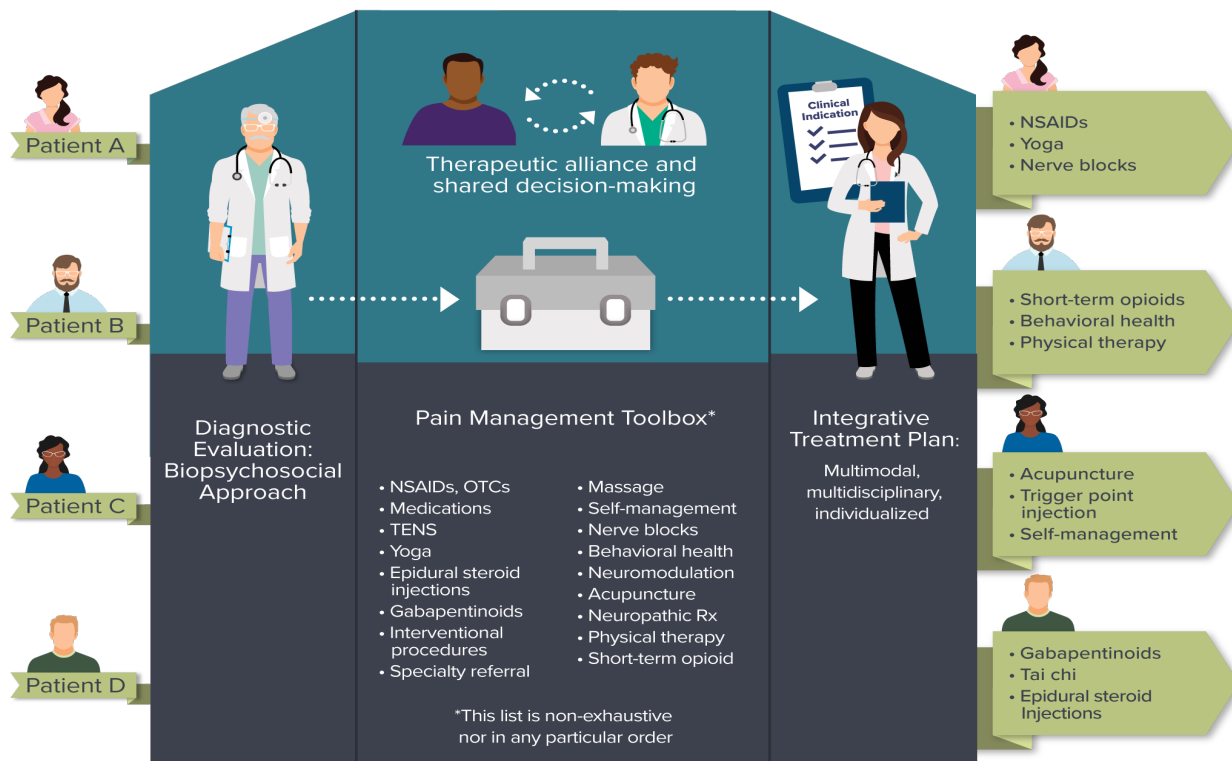 Patient A
Patient B
Patient C
Patient D
Diagnostic
Evaluation:
Biopsychosocial
Approach
Therapeutic alliance and
shared decision-making
Pain Management Toolbox*
• NSAIDs, OTCs
• Medications
• TENS
• Yoga
• Epidural steroid
injections
• Gabapentinoids
• Interventional
procedures
• Specialty referral
• Massage
• Self-management
• Nerve blocks
• Behavioral health
• Neuromodulation
• Acupuncture
• Neuropathic Rx
• Physical therapy
• Short-term opioid
*This list is non-exhaustive
nor in any particular order
Clinical
Indication
Integrative
Treatment Plan:
Multimodal,
multidisciplinary,
individualized
• NSAIDs
• Yoga
• Nerve blocks
• Short-term opioids
• Behavioral health
• Physical therapy
• Acupuncture
• Trigger point
injection
• Self-management
• Gabapentinoids
• Tai chi
• Epidural steroid
Injections